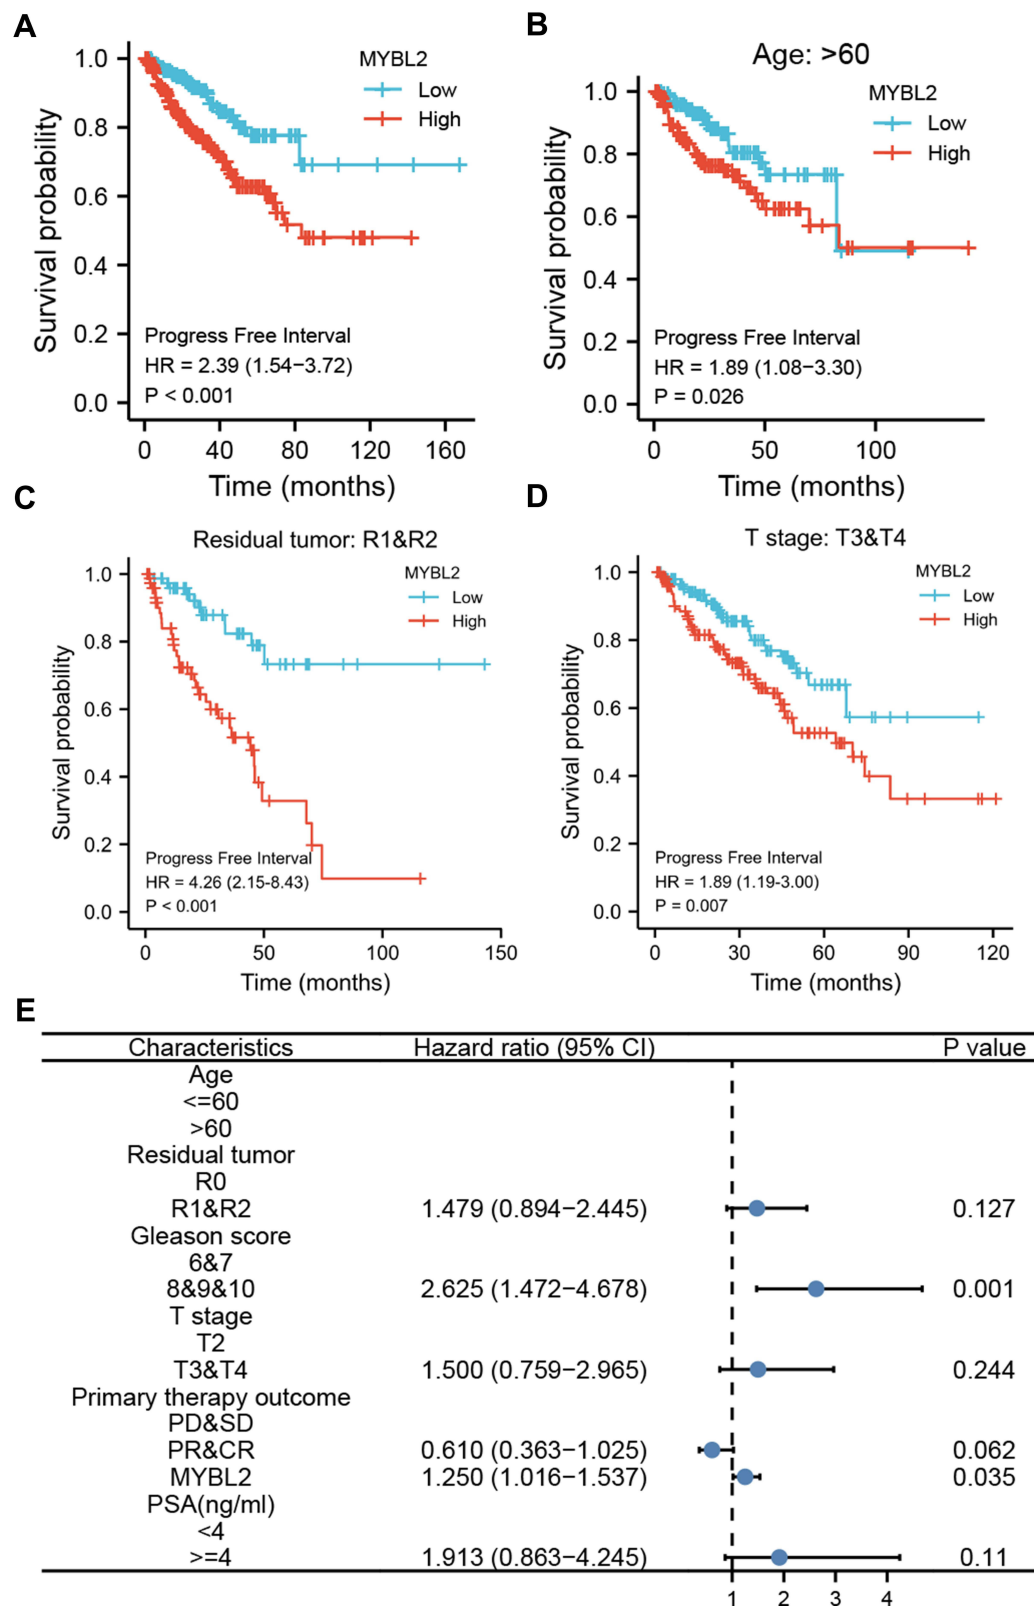 A
MYBL2
Low
High
1.0
0.8
0.6
0.4
0.2
0.0
Survival probability
Progress Free Interval
HR = 2.39 (1.54−3.72)
P < 0.001
0 40 80 120 160
Time (months)
B
Age: >60
MYBL2
Low
High
1.0
0.8
0.6
0.4
0.2
0.0
Survival probability
Progress Free Interval
HR = 1.89 (1.08−3.30)
P = 0.026
0 50 100
Time (months)
C
Residual tumor: R1&R2
MYBL2
Low
High
1.0
0.8
0.6
0.4
0.2
0.0
Survival probability
Progress Free Interval
HR = 4.26 (2.15-8.43)
P < 0.001
0 50 100 150
Time (months)
D
T stage: T3&T4
MYBL2
Low
High
1.0
0.8
0.6
0.4
0.2
0.0
Survival probability
Progress Free Interval
HR = 1.89 (1.19-3.00)
P = 0.007
0 30 60 90 120
Time (months)
E
Characteristics Hazard ratio (95% CI) P value
Age
<=60
>60
Residual tumor
R0
R1&R2 1.479 (0.894−2.445) 0.127
Gleason score
6&7
8&9&10 2.625 (1.472−4.678) 0.001
T stage
T2
T3&T4 1.500 (0.759−2.965) 0.244
Primary therapy outcome
PD&SD
PR&CR 0.610 (0.363−1.025) 0.062
MYBL2 1.250 (1.016−1.537) 0.035
PSA(ng/ml)
<4
>=4 1.913 (0.863−4.245) 0.11
1 2 3 4